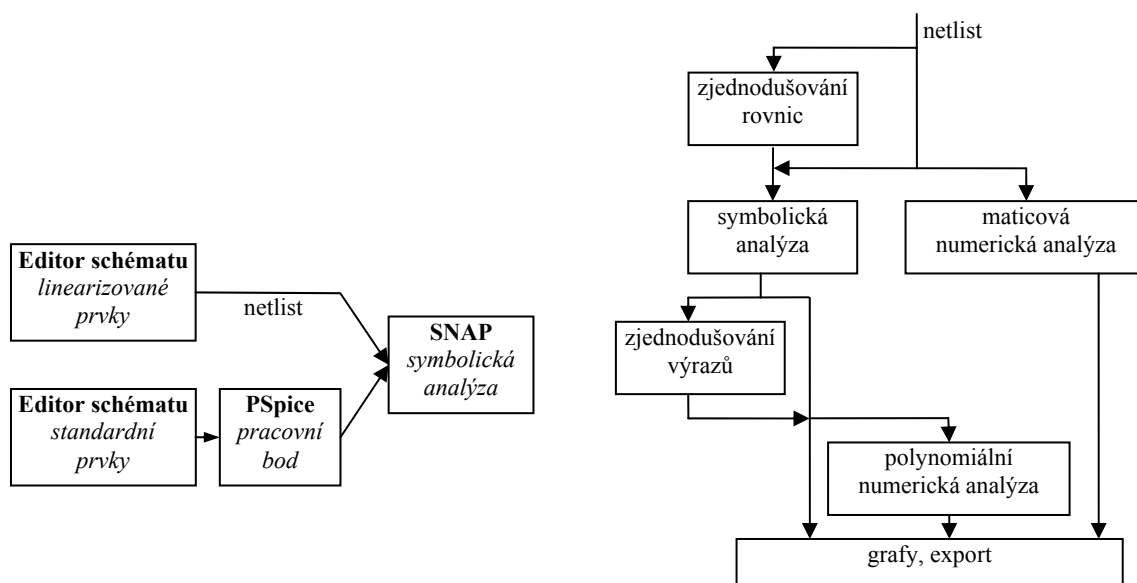 Editor schématu
linearizované
prvky
netlist
SNAP
symbolická
analýza
Editor schématu
standardní
prvky
PSpice
pracovní
bod
netlist
zjednodušování
rovnic
symbolická
analýza
maticová
numerická analýza
zjednodušování
výrazů
polynomiální
numerická analýza
grafy, export